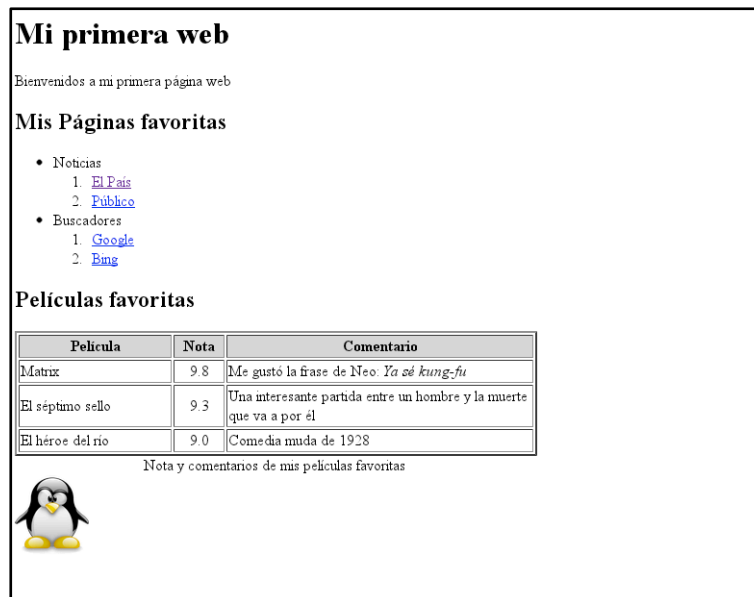 Mi primera web
Bienvenidos a mi primera página web
Mis Páginas favoritas
• Noticias
1. El País
2. Público
• Buscadores
1. Google
2. Bing
Películas favoritas
Película Nota Comentario
Matrix 9.8 Me gustó la frase de Neo: Ya sé kung-fu
El séptimo sello 9.3 Una interesante partida entre un hombre y la muerte
que va a por él
El héroe del río 9.0 Comedia muda de 1928
Nota y comentarios de mis películas favoritas